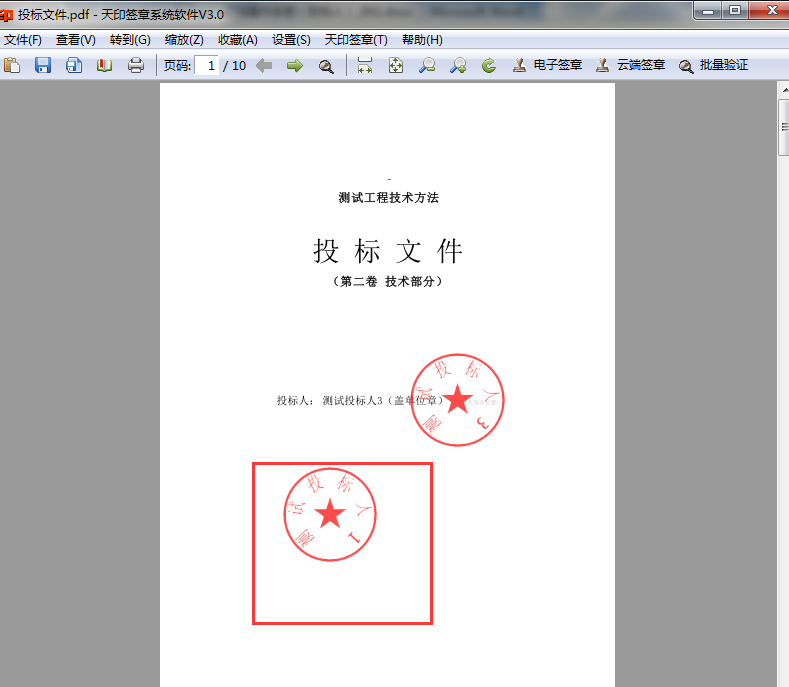 投标文件.pdf - 天印签章系统软件V3.0
文件(F) 查看(V) 转到(G) 缩放(Z) 收藏(A) 设置(S) 天印签章(T) 帮助(H)
页码: 1 / 10 电子签章 云端签章 批量验证
-
测试工程技术方法
投 标 文 件
（第二卷 技术部分）
测试投标人3
投标人： 测试投标人3（盖单位章）
测试投标人1